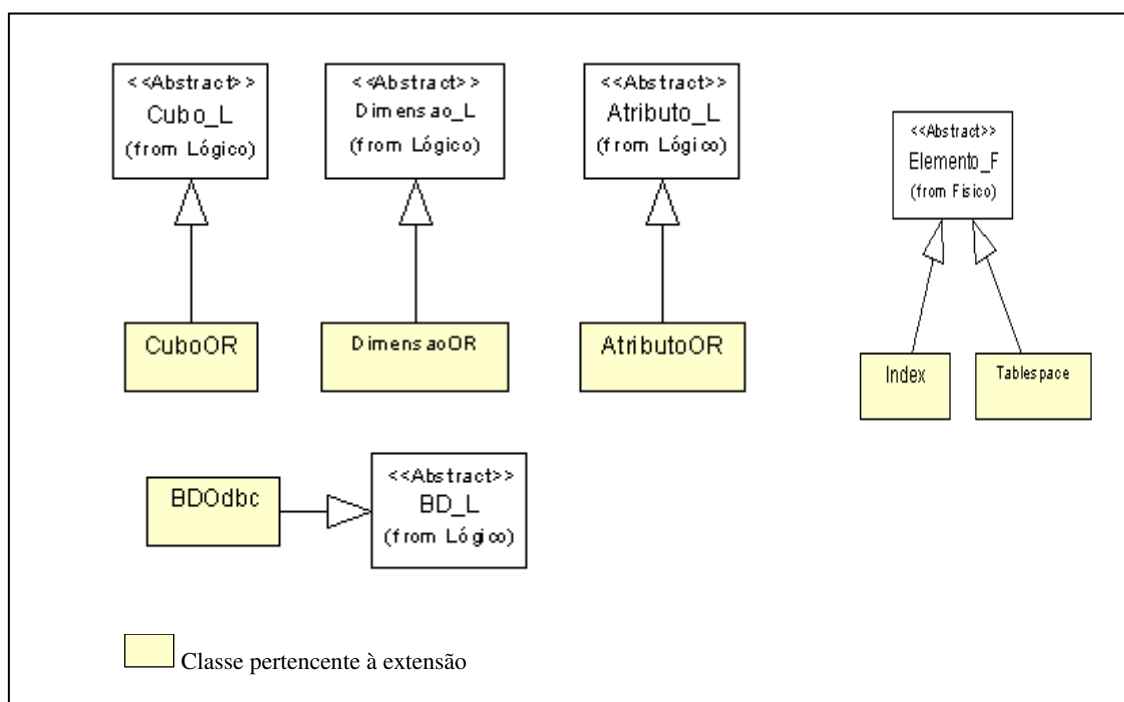 <<Abstract>>
Cubo_L
(from Lógico)
<<Abstract>>
Dimensao_L
(from Lógico)
<<Abstract>>
Atributo_L
(from Lógico)
<<Abstract>>
Elemento_F
(from Fisico)
CuboOR
DimensaoOR
AtributoOR
Index
Tablespace
BDOdbc
<<Abstract>>
BD_L
(from Lógico)
Classe pertencente à extensão